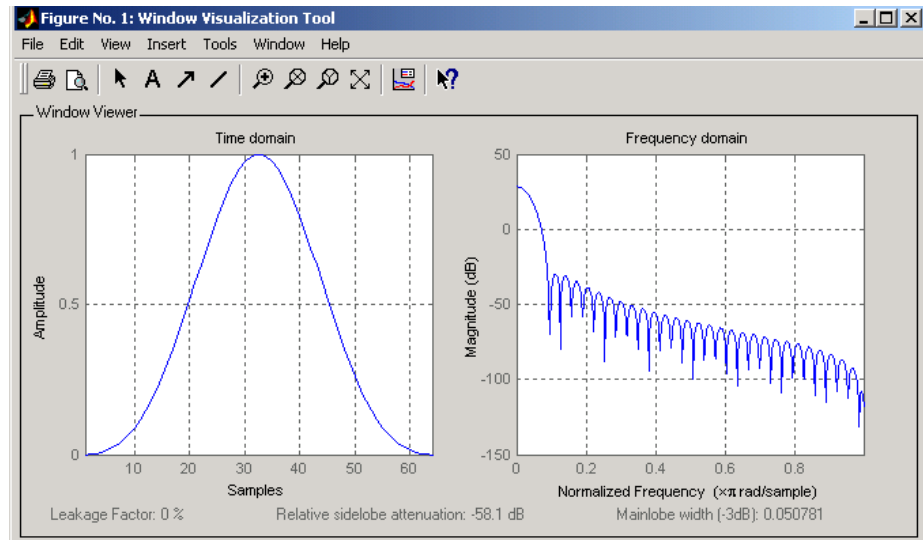 Figure No. 1: Window Visualization Tool
File Edit View Insert Tools Window Help
A
Window Viewer
Time domain
Frequency domain
1
0.5
0
Amplitude
10 20 30 40 50 60
Samples
50
0
-50
-100
-150
Magnitude (dB)
0 0.2 0.4 0.6 0.8
Normalized Frequency (×π rad/sample)
Leakage Factor: 0 % Relative sidelobe attenuation: -58.1 dB Mainlobe width (-3dB): 0.050781